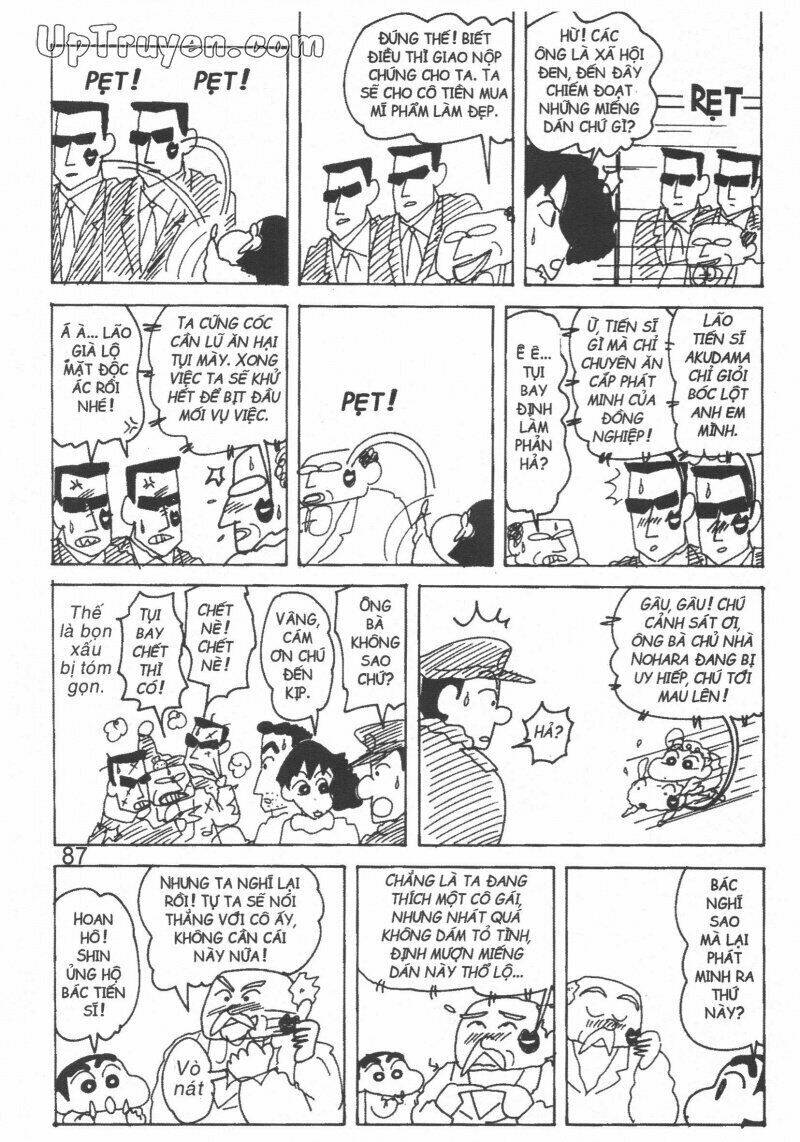 UpTruyen.com
HỪ! CÁC
ÔNG LÀ XÃ HỘI
ĐEN, ĐẾN ĐÂY
CHIẾM ĐOẠT
NHỮNG MIẾNG
DÁN CHỨ GÌ?
RẸT
ĐÚNG THẾ! BIẾT
ĐIỀU THÌ GIAO NỘP
CHÚNG CHO TA. TA
SẼ CHO CÔ TIỀN MUA
MĨ PHẨM LÀM ĐẸP.
PẸT!
PẸT!
LÃO
TIẾN SĨ
AKUDAMA
CHỈ GIỎI
BÓC LỘT
ANH EM
MÌNH.
Ừ, TIẾN SĨ
GÌ MÀ CHỈ
CHUYÊN ĂN
CẮP PHÁT
MINH CỦA
ĐỒNG
NGHIỆP!
Ê Ê...
TỤI
BAY
ĐỊNH
LÀM
PHẢN
HẢ?
PẸT!
TA CŨNG CÓC
CẦN LŨ ĂN HẠI
TỤI MÀY. XONG
VIỆC TA SẼ KHỬ
HẾT ĐỂ BỊT ĐẦU
MỐI VỤ VIỆC.
Á À... LÃO
GIÀ LỘ
MẶT ĐỘC
ÁC RỒI
NHÉ!
GÂU, GÂU! CHÚ
CẢNH SÁT ƠI,
ÔNG BÀ CHỦ NHÀ
NOHARA ĐANG BỊ
UY HIẾP, CHÚ TỚI
MAU LÊN!
HẢ?
ÔNG
BÀ
KHÔNG
SAO
CHỨ?
VÂNG,
CÁM
ƠN CHÚ
ĐẾN
KỊP.
CHẾT
NÈ!
CHẾT
NÈ!
TỤI
BAY
CHẾT
THÌ
CÓ!
Thế
là bọn
xấu
bị tóm
gọn.
87
BÁC
NGHĨ
SAO
MÀ LẠI
PHÁT
MINH RA
THỨ
NÀY?
CHẲNG LÀ TA ĐANG
THÍCH MỘT CÔ GÁI,
NHƯNG NHÁT QUÁ
KHÔNG DÁM TỎ TÌNH,
ĐỊNH MƯỢN MIẾNG
DÁN NÀY THỔ LỘ...
NHƯNG TA NGHĨ LẠI
RỒI! TỰ TA SẼ NÓI
THẲNG VỚI CÔ ẤY,
KHÔNG CẦN CÁI
NÀY NỮA!
Vò
nát
HOAN
HÔ!
SHIN
ỦNG HỘ
BÁC TIẾN
SĨ!